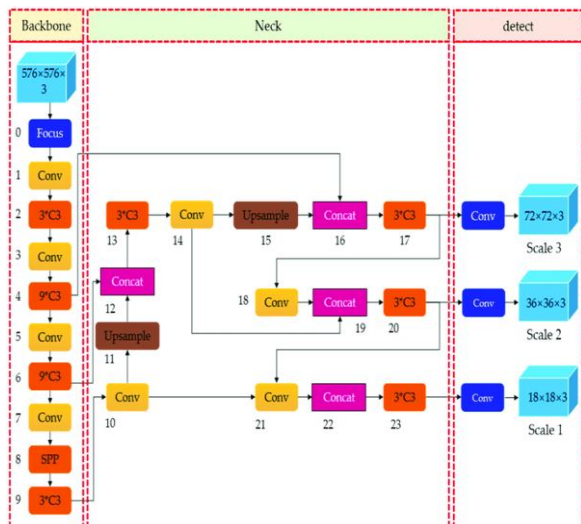 Backbone
Neck
detect
576×576×
3
0
Focus
1
Conv
2
3*C3
3
Conv
4
9*C3
5
Conv
6
9*C3
7
Conv
8
SPP
9
3*C3
3*C3
Conv
Upsample
Concat
3*C3
Conv
72×72×3
13
14
15
16
17
Scale 3
Concat
12
18
Conv
Concat
3*C3
Conv
36×36×3
19
20
Scale 2
Upsample
11
Conv
Conv
Concat
3*C3
Conv
18×18×3
10
21
22
23
Scale 1